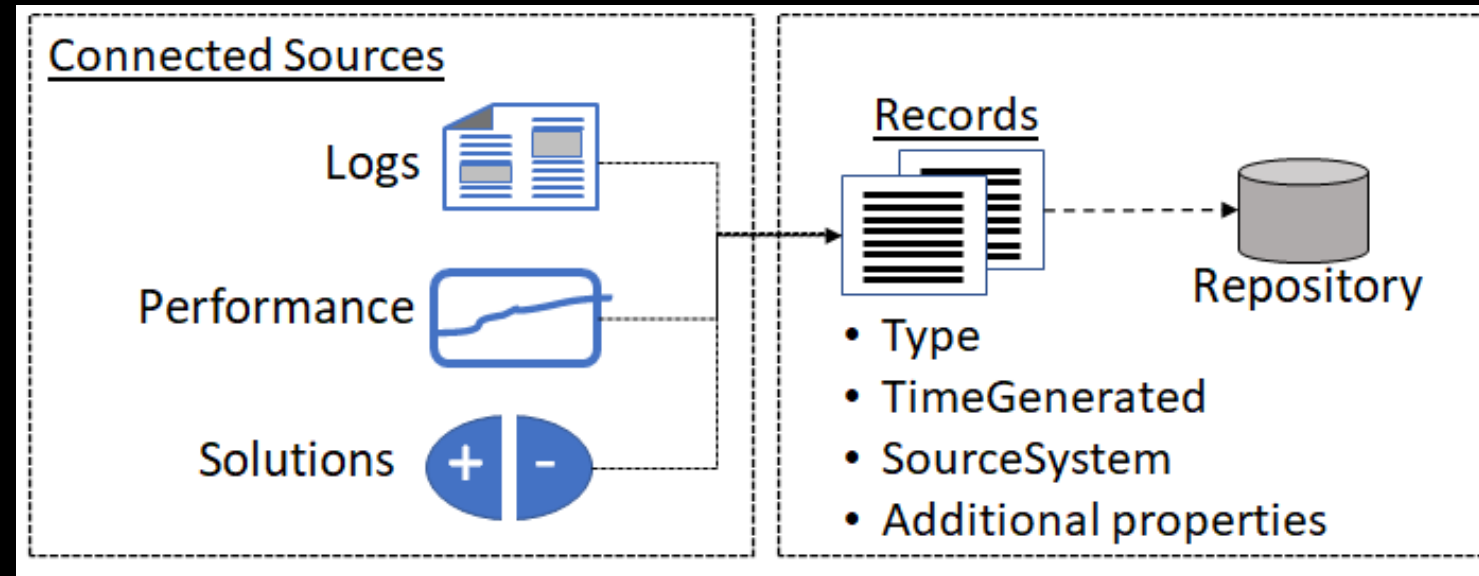 Connected Sources
Logs
Performance
Solutions
+ -
Records
Repository
• Type
• TimeGenerated
• SourceSystem
• Additional properties